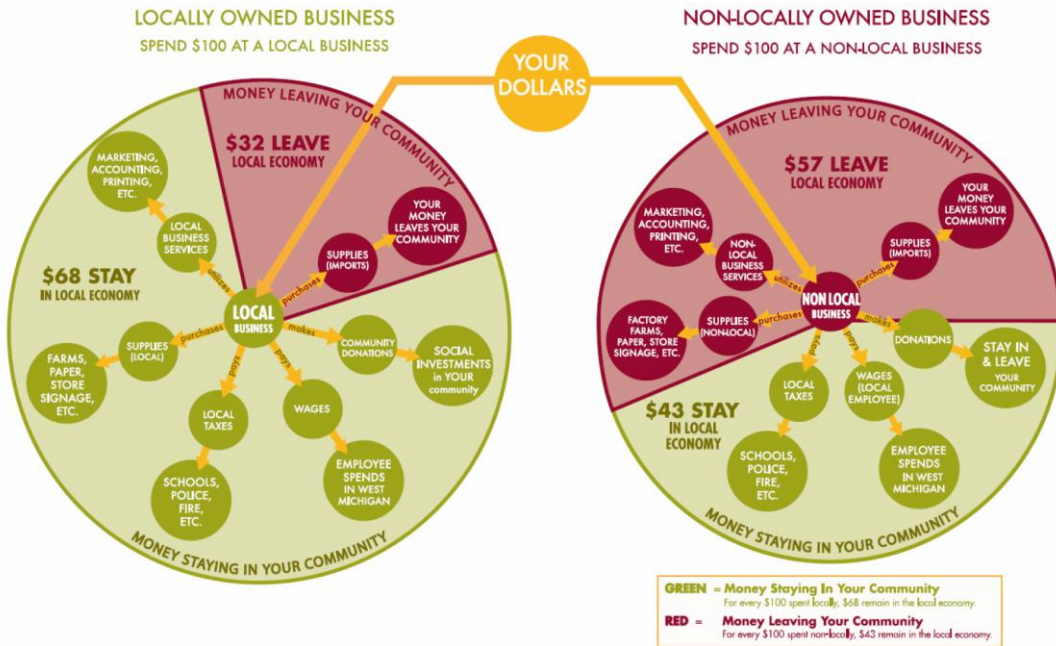 LOCALLY OWNED BUSINESS
SPEND $100 AT A LOCAL BUSINESS
NON-LOCALLY OWNED BUSINESS
SPEND $100 AT A NON-LOCAL BUSINESS
YOUR
DOLLARS
MONEY LEAVING YOUR COMMUNITY
$32 LEAVE
LOCAL ECONOMY
MARKETING,
ACCOUNTING,
PRINTING,
ETC.
LOCAL
BUSINESS
SERVICES
YOUR
MONEY
LEAVES YOUR
COMMUNITY
SUPPLIES
(IMPORTS)
$68 STAY
IN LOCAL ECONOMY
utilizes
purchases
LOCAL
BUSINESS
purchases
makes
pays
pays
SUPPLIES
(LOCAL)
FARMS,
PAPER,
STORE
SIGNAGE,
ETC.
COMMUNITY
DONATIONS
SOCIAL
INVESTMENTS
in YOUR
community
LOCAL
TAXES
WAGES
SCHOOLS,
POLICE,
FIRE,
ETC.
EMPLOYEE
SPENDS
IN WEST
MICHIGAN
MONEY STAYING IN YOUR COMMUNITY
MONEY LEAVING YOUR COMMUNITY
$57 LEAVE
LOCAL ECONOMY
MARKETING,
ACCOUNTING,
PRINTING,
ETC.
NON-
LOCAL
BUSINESS
SERVICES
YOUR
MONEY
LEAVES YOUR
COMMUNITY
SUPPLIES
(IMPORTS)
utilizes
purchases
NON LOCAL
BUSINESS
purchases
makes
pays
pays
FACTORY
FARMS,
PAPER, STORE
SIGNAGE, ETC.
SUPPLIES
(NON-LOCAL)
DONATIONS
STAY IN
& LEAVE
YOUR
COMMUNITY
$43 STAY
IN LOCAL
ECONOMY
LOCAL
TAXES
WAGES
(LOCAL
EMPLOYEE)
SCHOOLS,
POLICE,
FIRE,
ETC.
EMPLOYEE
SPENDS
IN WEST
MICHIGAN
MONEY STAYING IN YOUR COMMUNITY
GREEN = Money Staying In Your Community
For every $100 spent locally, $68 remain in the local economy.
RED = Money Leaving Your Community
For every $100 spent non-locally, $43 remain in the local economy.